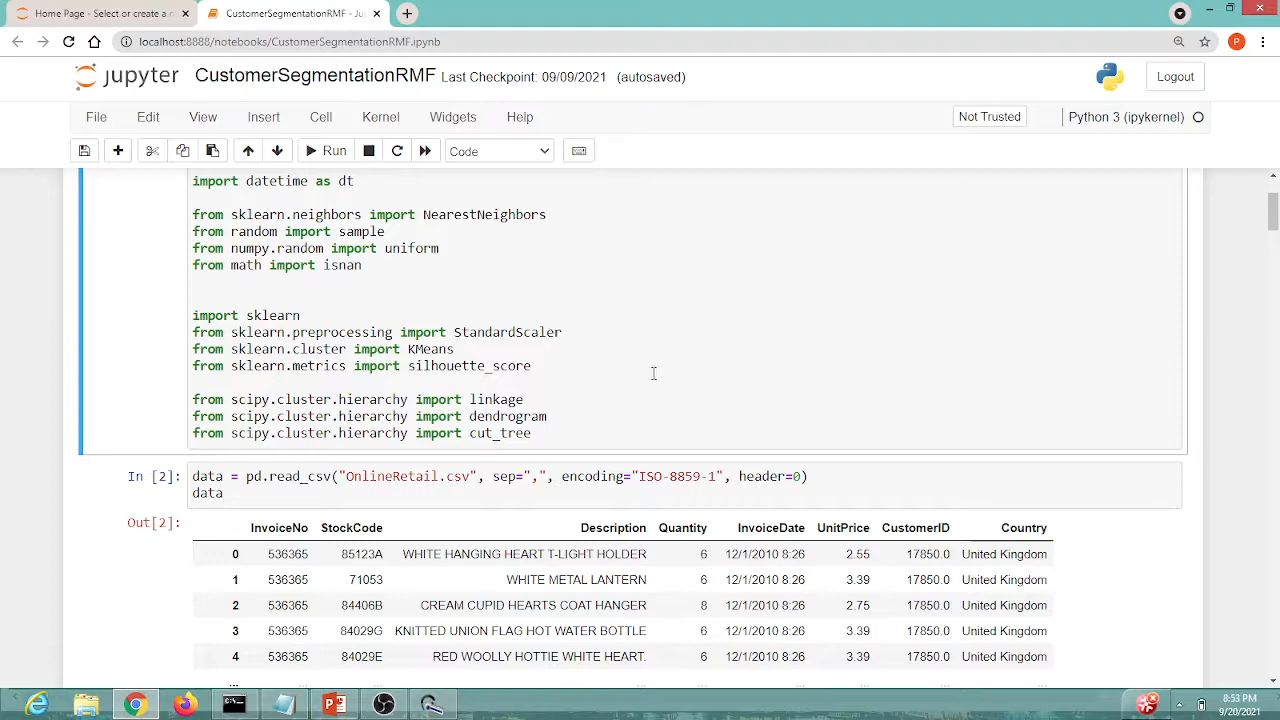 Home Page - Select or create a n
CustomerSegmentationRMF - Ju
localhost:8888/notebooks/CustomerSegmentationRMF.ipynb
P
jupyter CustomerSegmentationRMF Last Checkpoint: 09/09/2021 (autosaved)
Logout
File Edit View Insert Cell Kernel Widgets Help
Not Trusted
Python 3 (ipykernel)
Run
Code
import datetime as dt
from sklearn.neighbors import NearestNeighbors
from random import sample
from numpy.random import uniform
from math import isnan
import sklearn
from sklearn.preprocessing import StandardScaler
from sklearn.cluster import KMeans
from sklearn.metrics import silhouette_score
from scipy.cluster.hierarchy import linkage
from scipy.cluster.hierarchy import dendrogram
from scipy.cluster.hierarchy import cut_tree
In [2]: data = pd.read_csv("OnlineRetail.csv", sep=",", encoding="ISO-8859-1", header=0)
data
Out[2]:
InvoiceNo StockCode Description Quantity InvoiceDate UnitPrice CustomerID Country
0 536365 85123A WHITE HANGING HEART T-LIGHT HOLDER 6 12/1/2010 8:26 2.55 17850.0 United Kingdom
1 536365 71053 WHITE METAL LANTERN 6 12/1/2010 8:26 3.39 17850.0 United Kingdom
2 536365 84406B CREAM CUPID HEARTS COAT HANGER 8 12/1/2010 8:26 2.75 17850.0 United Kingdom
3 536365 84029G KNITTED UNION FLAG HOT WATER BOTTLE 6 12/1/2010 8:26 3.39 17850.0 United Kingdom
4 536365 84029E RED WOOLLY HOTTIE WHITE HEART. 6 12/1/2010 8:26 3.39 17850.0 United Kingdom
8:53 PM
9/20/2021